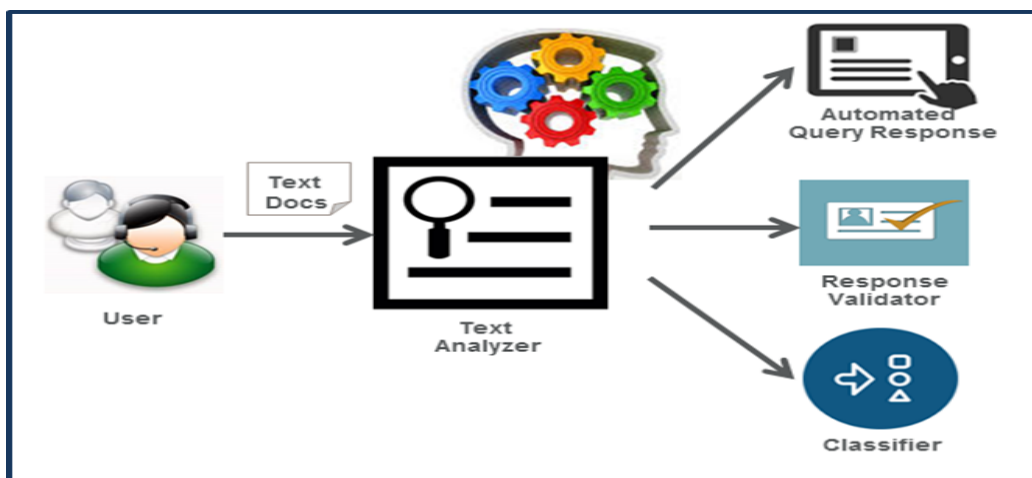 Automated
Query Response
Text
Docs
User
Text
Analyzer
Response
Validator
Classifier